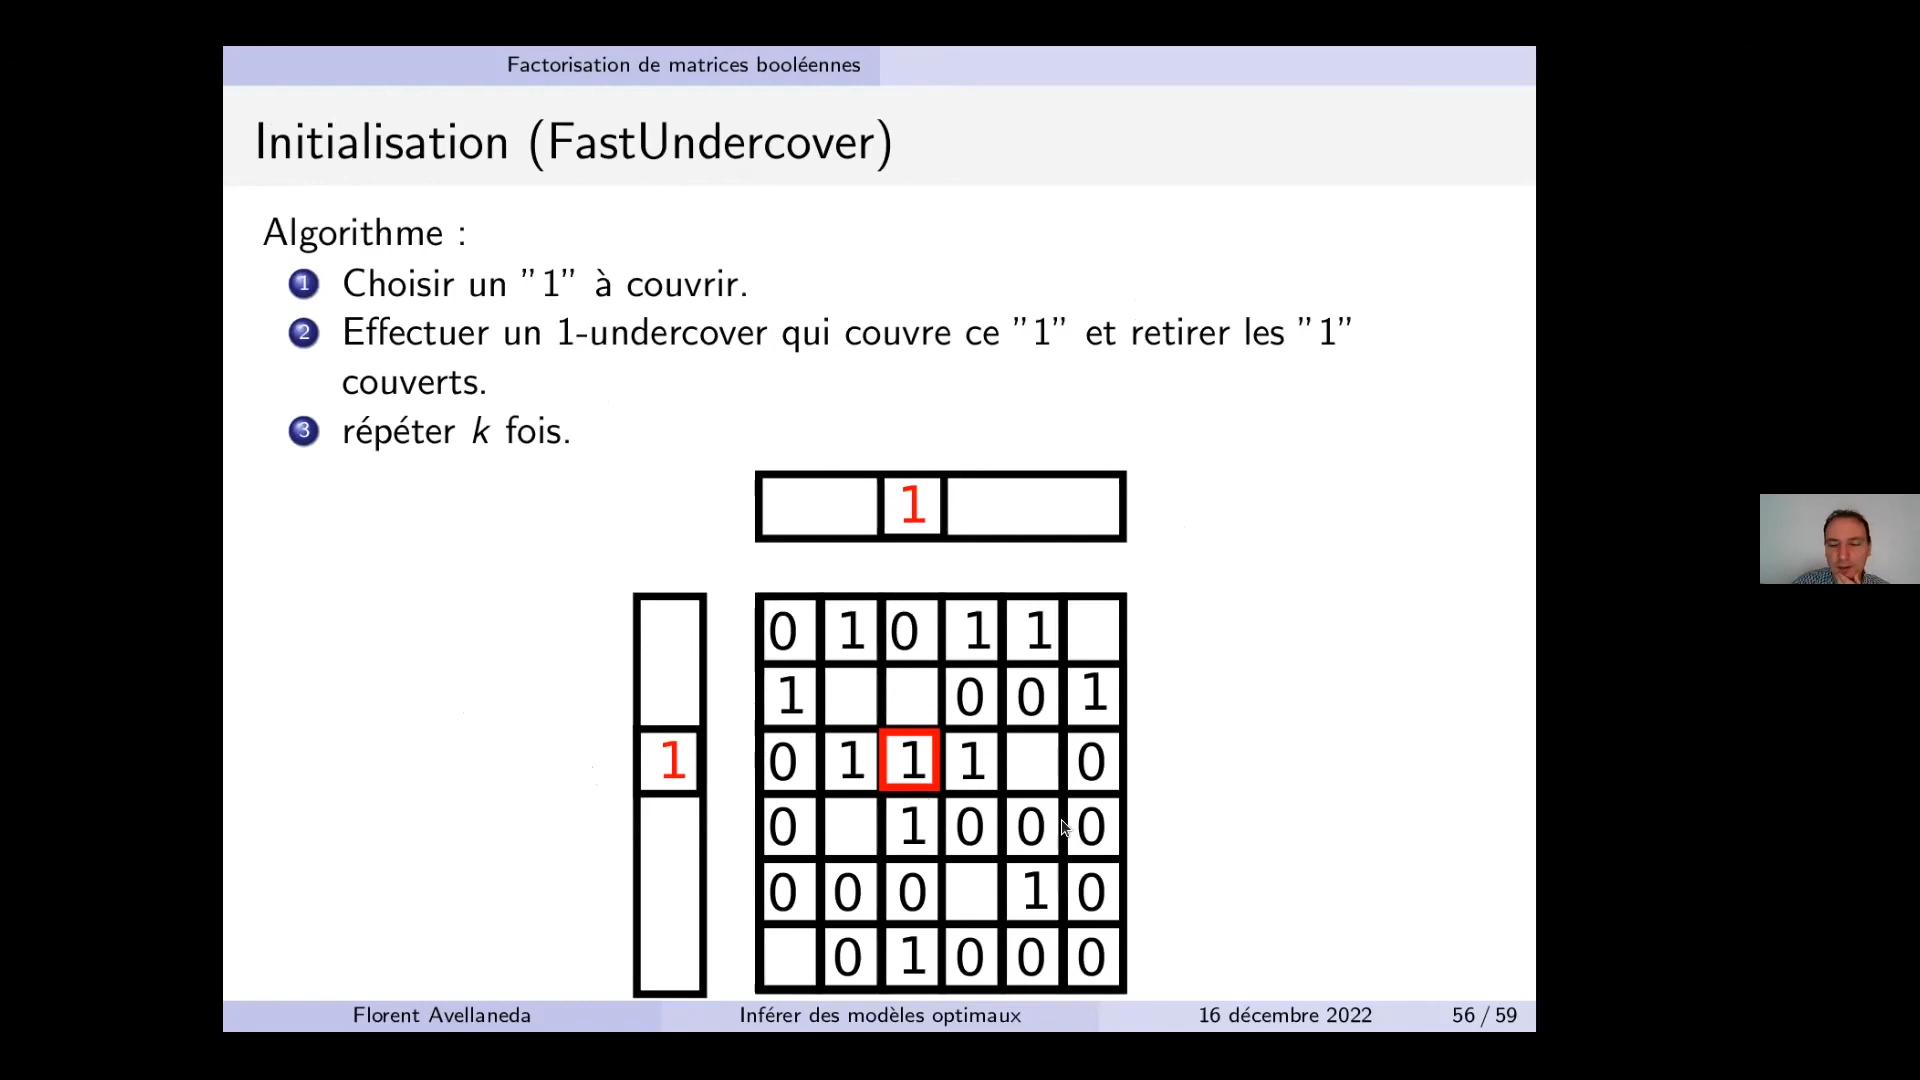 Factorisation de matrices booléennes
Initialisation (FastUndercover)
Algorithme :
1 Choisir un "1" à couvrir.
2 Effectuer un 1-undercover qui couvre ce "1" et retirer les "1"
couverts.
3 répéter k fois.
1
0 1 0 1 1
1 0 0 1
1 0 1 1 1 0
0 1 0 0 0
0 0 0 1 0
0 1 0 0 0
Florent Avellaneda Inférer des modèles optimaux 16 décembre 2022 56 / 59